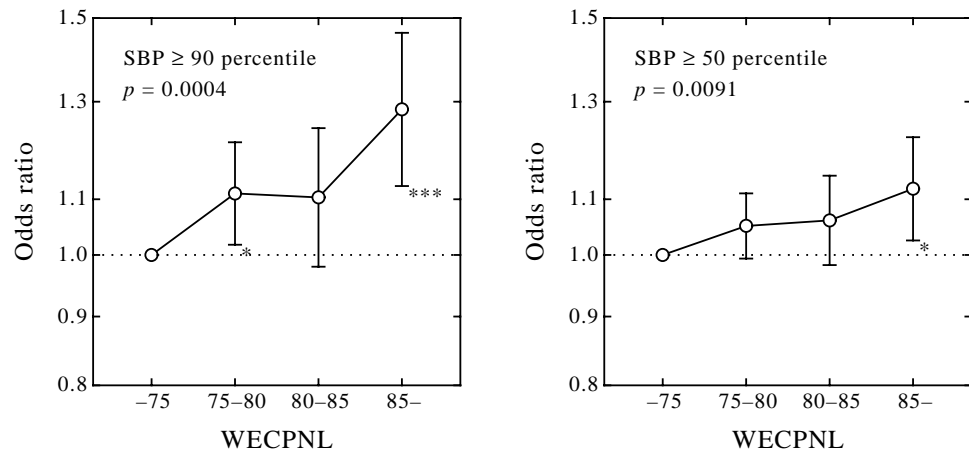 1.5
SBP ≥ 90 percentile
p = 0.0004
1.3
***
1.1
*
1.0
0.9
0.8
Odds ratio
–75 75–80 80–85 85–
WECPNL
1.5
SBP ≥ 50 percentile
p = 0.0091
1.3
1.1
*
1.0
0.9
0.8
Odds ratio
–75 75–80 80–85 85–
WECPNL